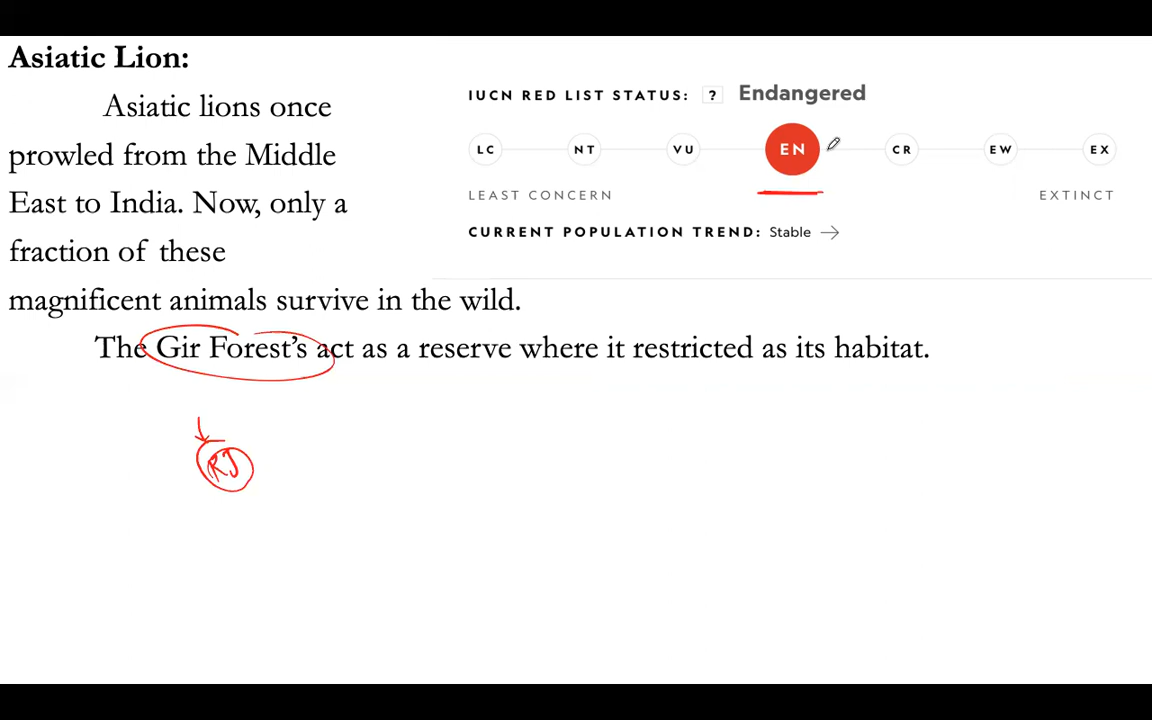 Asiatic Lion:
Asiatic lions once
prowled from the Middle
East to India. Now, only a
fraction of these
magnificent animals survive in the wild.
The Gir Forest's act as a reserve where it restricted as its habitat.
IUCN RED LIST STATUS: ? Endangered
LC NT VU EN CR EW EX
LEAST CONCERN EXTINCT
CURRENT POPULATION TREND: Stable →
RJ